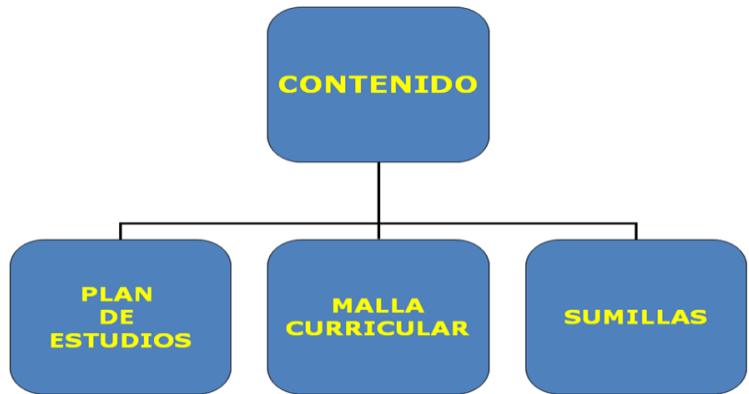 CONTENIDO
PLAN
DE
ESTUDIOS
MALLA
CURRICULAR
SUMILLAS